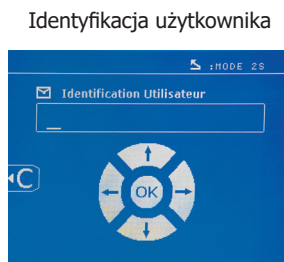 Identyfikacja użytkownika
:MODE 2S
Identification Utilisateur
C
OK